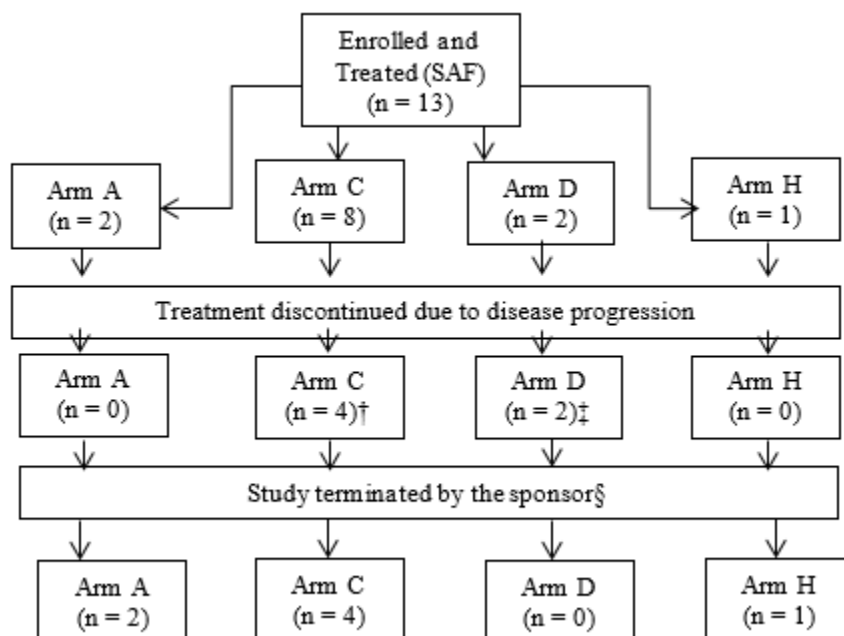 Enrolled and
Treated (SAF)
(n = 13)
Arm A
(n = 2)
Arm C
(n = 8)
Arm D
(n = 2)
Arm H
(n = 1)
Treatment discontinued due to disease progression
Arm A
(n = 0)
Arm C
(n = 4)†
Arm D
(n = 2)‡
Arm H
(n = 0)
Study terminated by the sponsor§
Arm A
(n = 2)
Arm C
(n = 4)
Arm D
(n = 0)
Arm H
(n = 1)